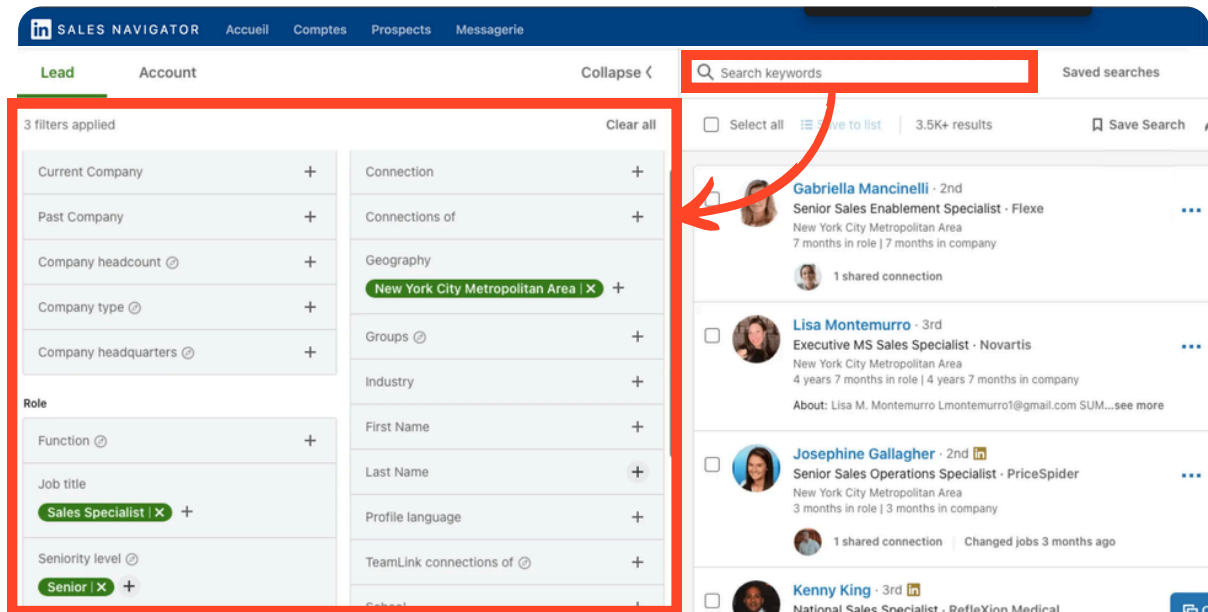 in SALES NAVIGATOR Accueil Comptes Prospects Messagerie
Lead Account Collapse
Search keywords Saved searches
3 filters applied Clear all
Select all Save to list 3.5K+ results Save Search
Current Company +
Past Company +
Company headcount +
Company type +
Company headquarters +
Role
Function +
Job title
Sales Specialist | X +
Seniority level
Senior | X +
Connection +
Connections of +
Geography
New York City Metropolitan Area | X +
Groups +
Industry +
First Name +
Last Name +
Profile language +
TeamLink connections of +
School +
Gabriella Mancinelli · 2nd
Senior Sales Enablement Specialist · Flexe
New York City Metropolitan Area
7 months in role | 7 months in company
1 shared connection
Lisa Montemurro · 3rd
Executive MS Sales Specialist · Novartis
New York City Metropolitan Area
4 years 7 months in role | 4 years 7 months in company
About: Lisa M. Montemurro Lmontemurro1@gmail.com SUM...see more
Josephine Gallagher · 2nd in
Senior Sales Operations Specialist · PriceSpider
New York City Metropolitan Area
3 months in role | 3 months in company
1 shared connection | Changed jobs 3 months ago
Kenny King · 3rd in
National Sales Specialist · RefleXion Medical